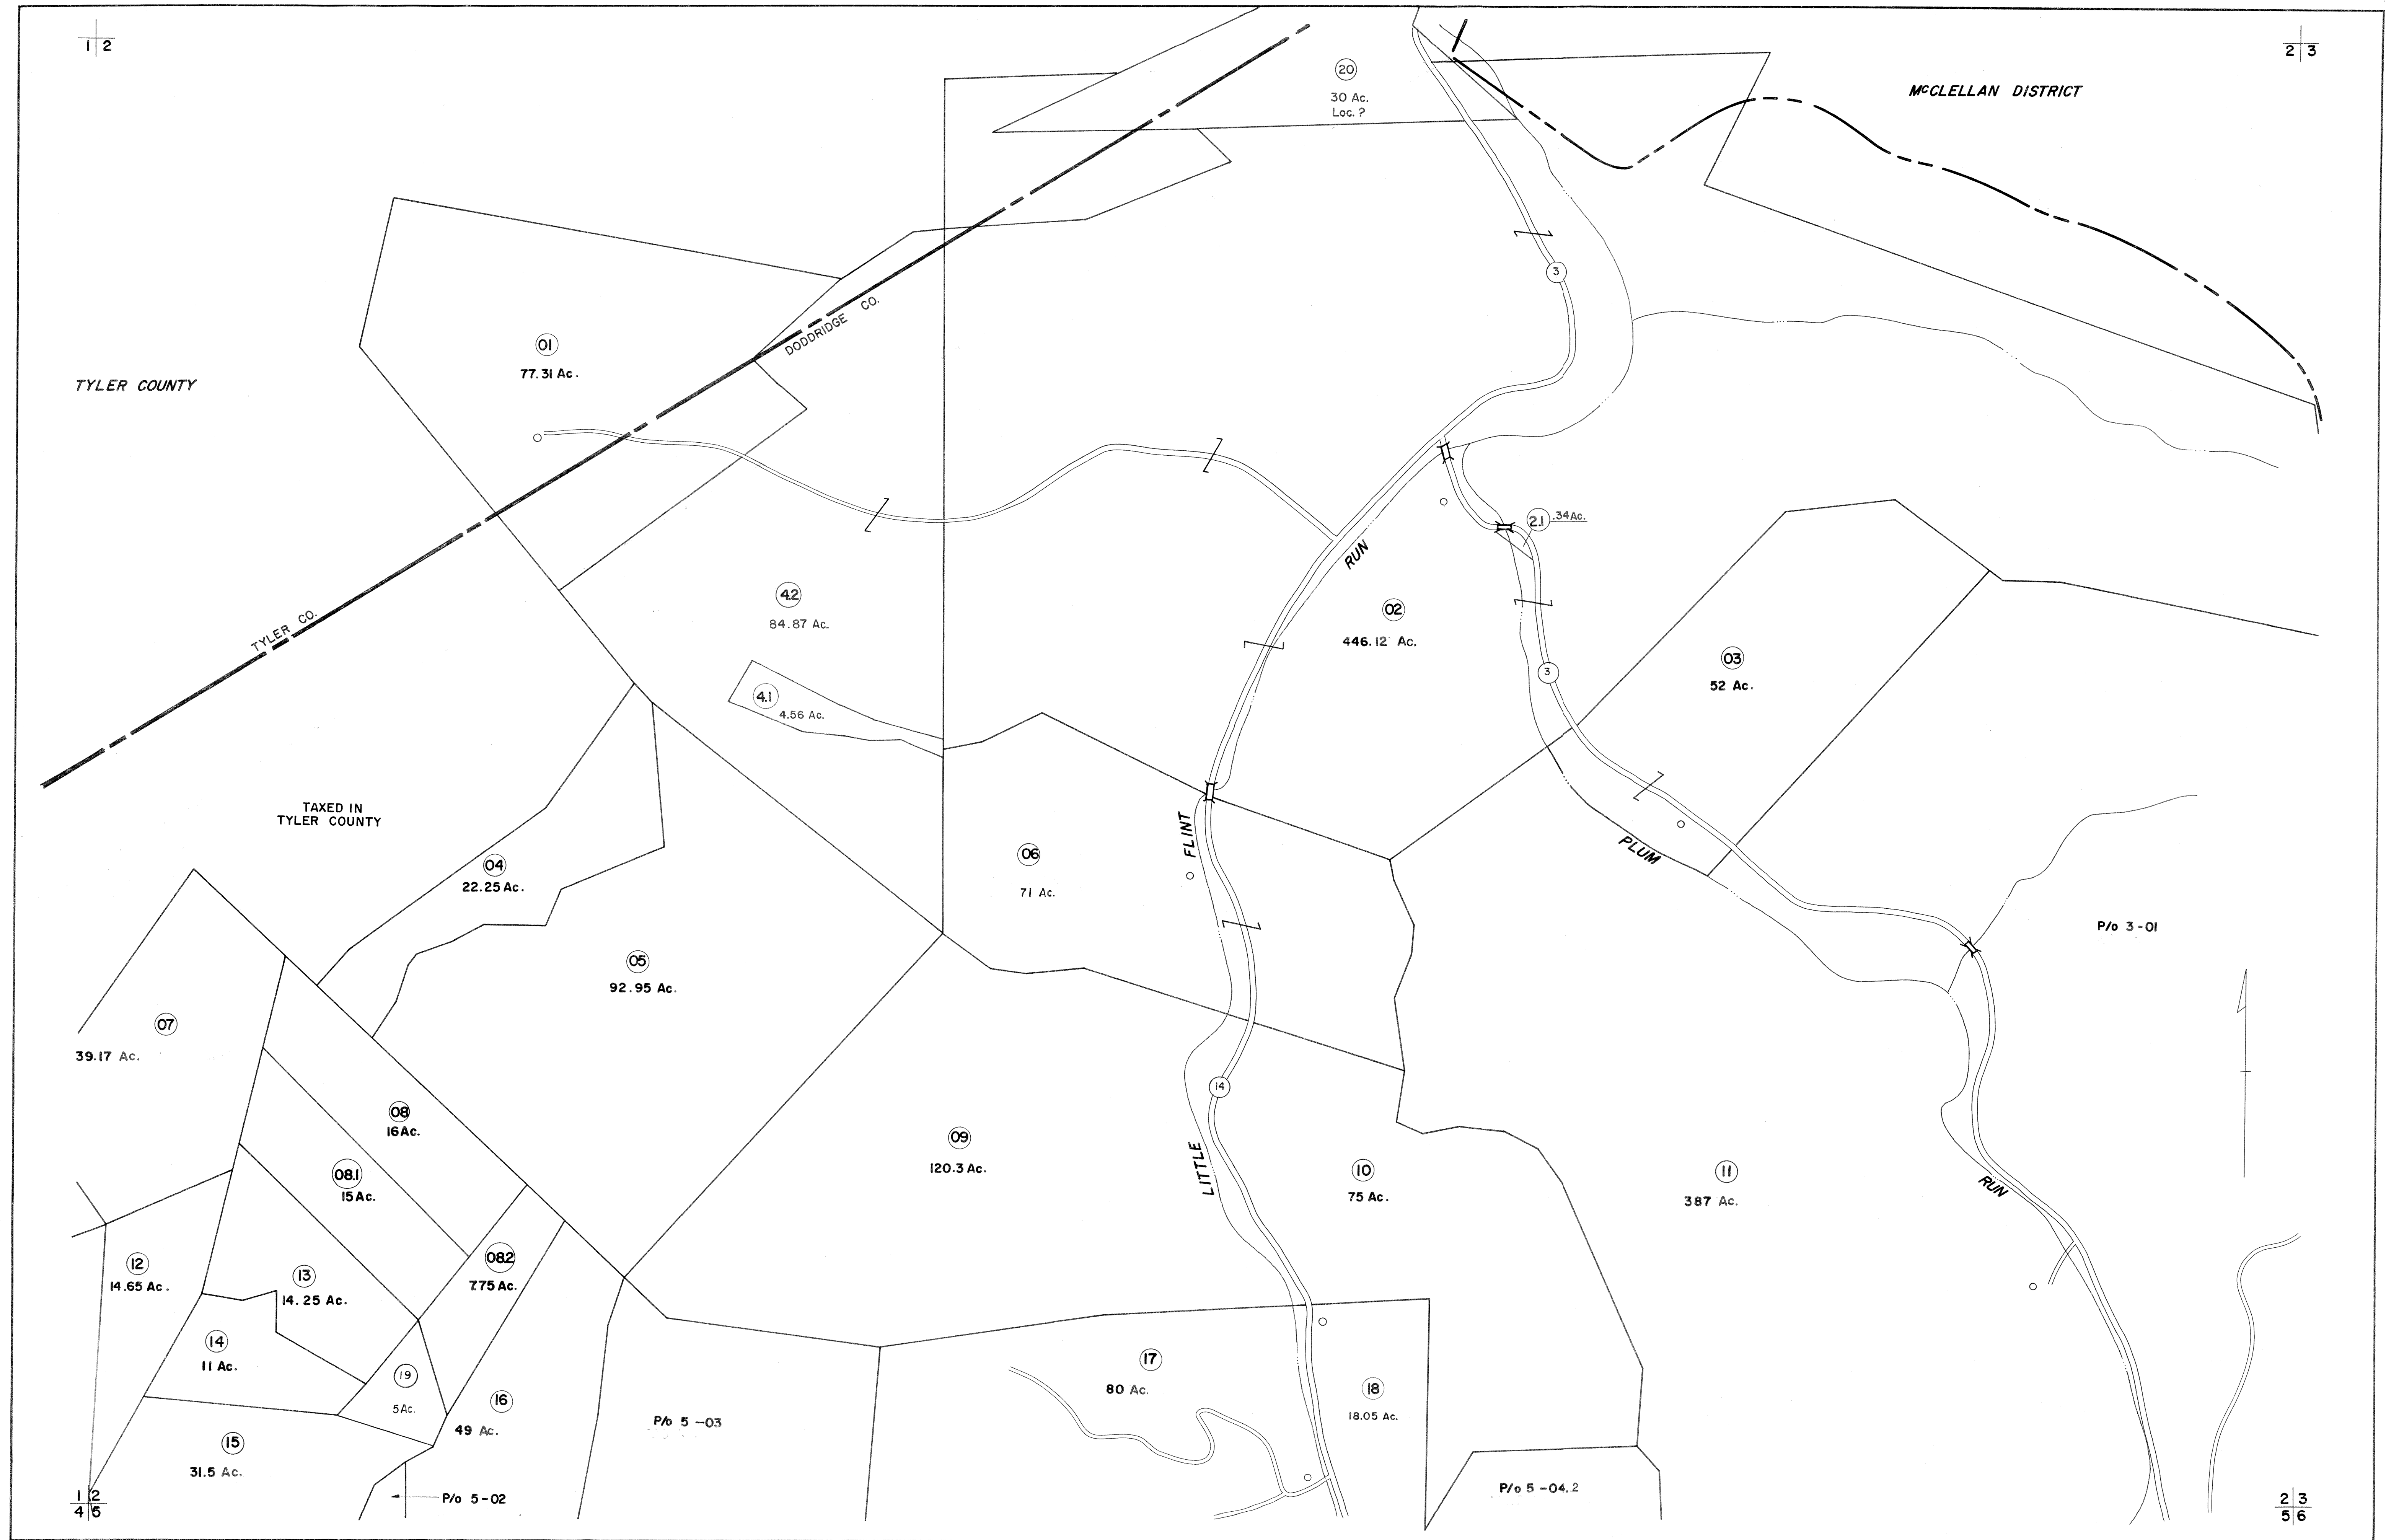 1 2
2 3
McCLELLAN DISTRICT
20
30 Ac.
Loc. ?
3
DODDRIDGE CO.
01
77.31 Ac.
TYLER COUNTY
2.1 .34 Ac.
RUN
4.2
84.87 Ac.
02
446.12 Ac.
TYLER CO.
03
52 Ac.
3
4.1
4.56 Ac.
TAXED IN
TYLER COUNTY
FLINT
PLUM
04
22.25 Ac.
06
71 Ac.
P/o 3-01
05
92.95 Ac.
07
39.17 Ac.
14
08
16 Ac.
09
120.3 Ac.
LITTLE
10
75 Ac.
11
387 Ac.
RUN
08.1
15 Ac.
12
14.65 Ac.
13
14.25 Ac.
08.2
7.75 Ac.
14
11 Ac.
19
5 Ac.
17
80 Ac.
18
18.05 Ac.
16
49 Ac.
P/o 5-03
15
31.5 Ac.
P/o 5-02
P/o 5-04.2
1 2
4 5
2 3
5 6